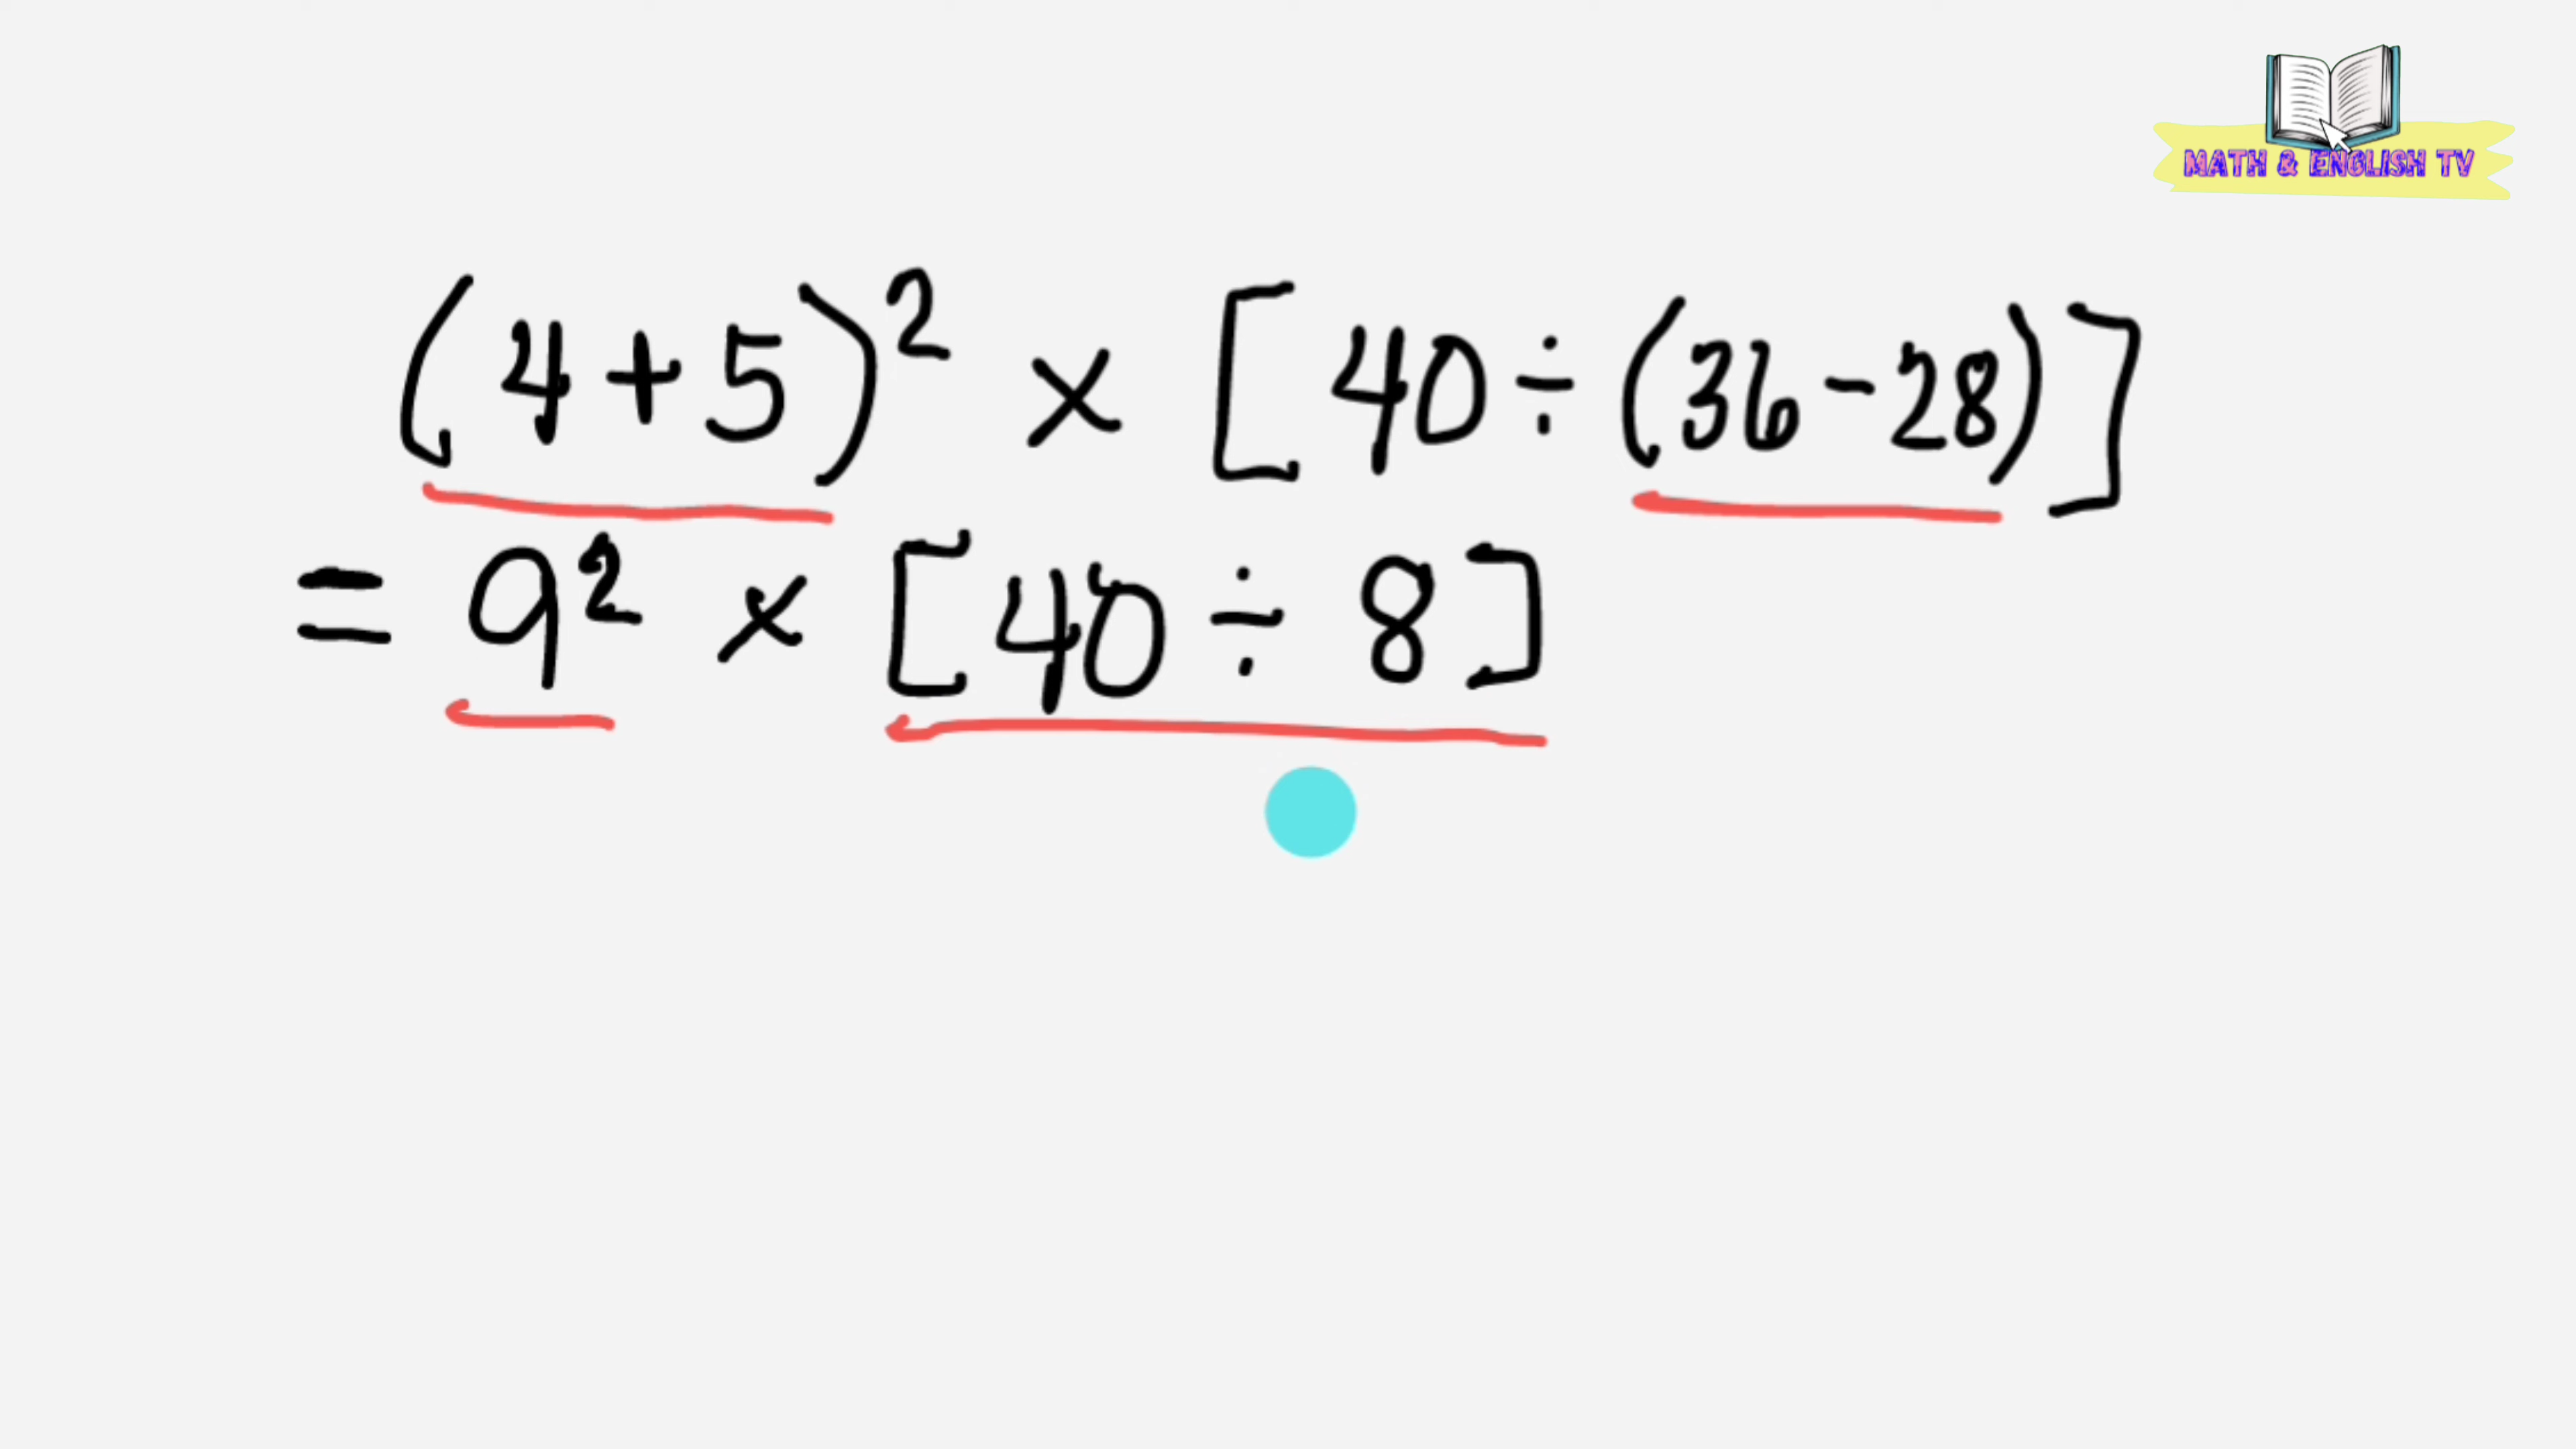 MATH & ENGLISH TV
(4+5)² × [40÷(36-28)]
= 9² × [40 ÷ 8]